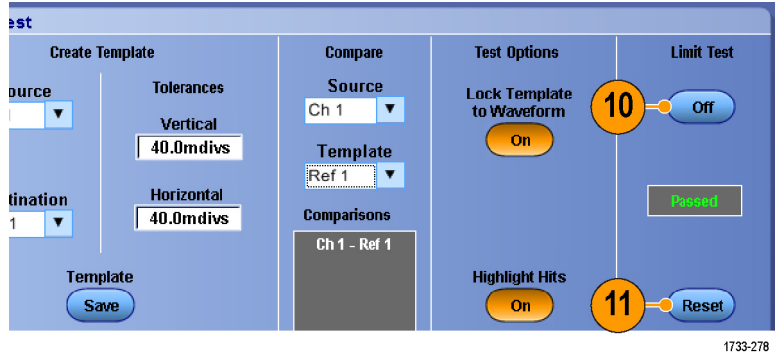 est
Create Template
Compare
Test Options
Limit Test
ource
Tolerances
Vertical
40.0mdivs
Horizontal
40.0mdivs
tination
1
Template
Save
Source
Ch 1
Template
Ref 1
Comparisons
Ch 1 - Ref 1
Lock Template
to Waveform
On
Highlight Hits
On
10
Off
Passed
11
Reset
1733-278